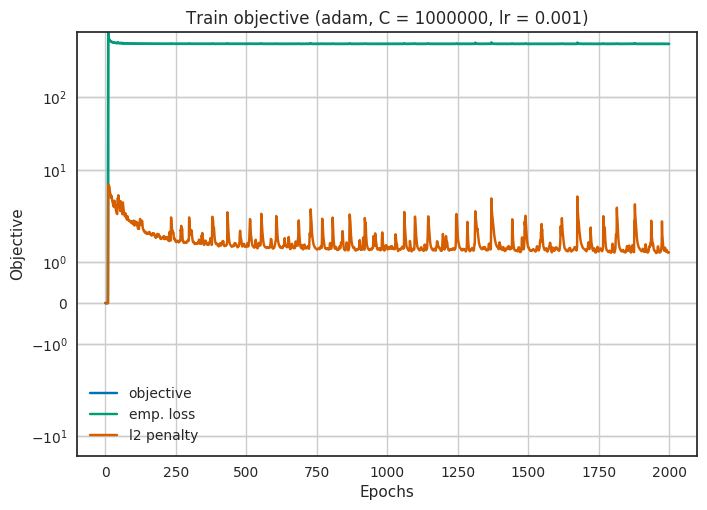 Train objective (adam, C = 1000000, lr = 0.001)
Objective
10²
10¹
10⁰
0
−10⁰
−10¹
objective
emp. loss
l2 penalty
0 250 500 750 1000 1250 1500 1750 2000
Epochs